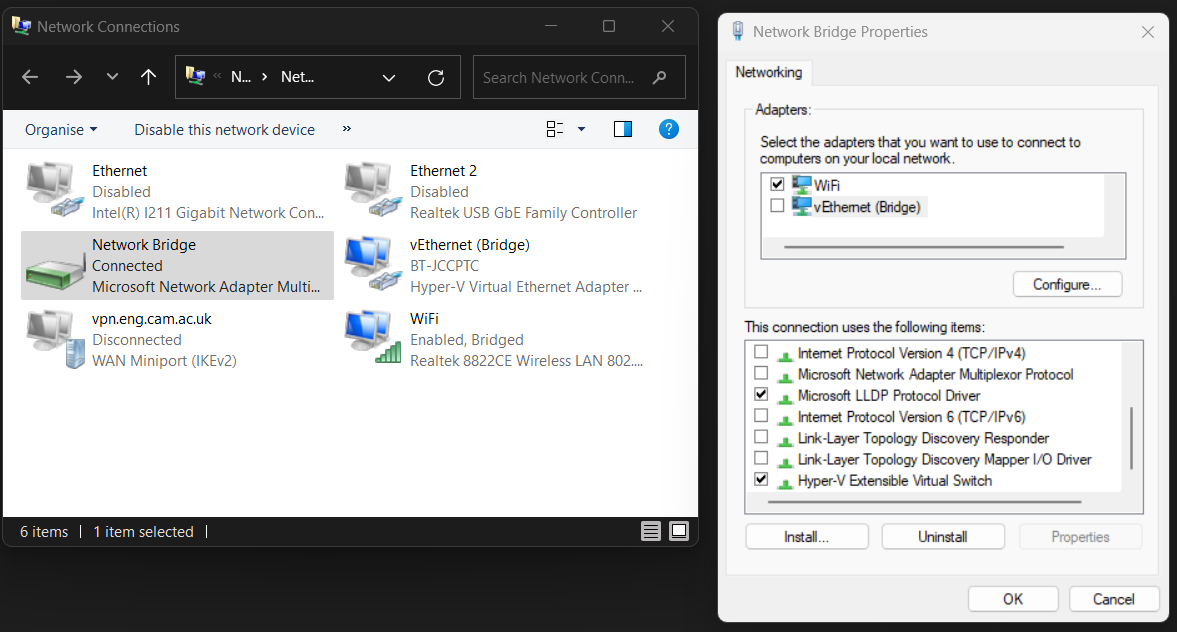 Network Connections
« N... › Net...
Search Network Conn...
Organise
Disable this network device
»
?
Ethernet
Disabled
Intel(R) I211 Gigabit Network Con...
Ethernet 2
Disabled
Realtek USB GbE Family Controller
Network Bridge
Connected
Microsoft Network Adapter Multi...
vEthernet (Bridge)
BT-JCCPTC
Hyper-V Virtual Ethernet Adapter ...
vpn.eng.cam.ac.uk
Disconnected
WAN Miniport (IKEv2)
WiFi
Enabled, Bridged
Realtek 8822CE Wireless LAN 802....
6 items
1 item selected
Network Bridge Properties
Networking
Adapters:
Select the adapters that you want to use to connect to
computers on your local network.
WiFi
vEthernet (Bridge)
Configure...
This connection uses the following items:
Internet Protocol Version 4 (TCP/IPv4)
Microsoft Network Adapter Multiplexor Protocol
Microsoft LLDP Protocol Driver
Internet Protocol Version 6 (TCP/IPv6)
Link-Layer Topology Discovery Responder
Link-Layer Topology Discovery Mapper I/O Driver
Hyper-V Extensible Virtual Switch
Install...
Uninstall
Properties
OK
Cancel